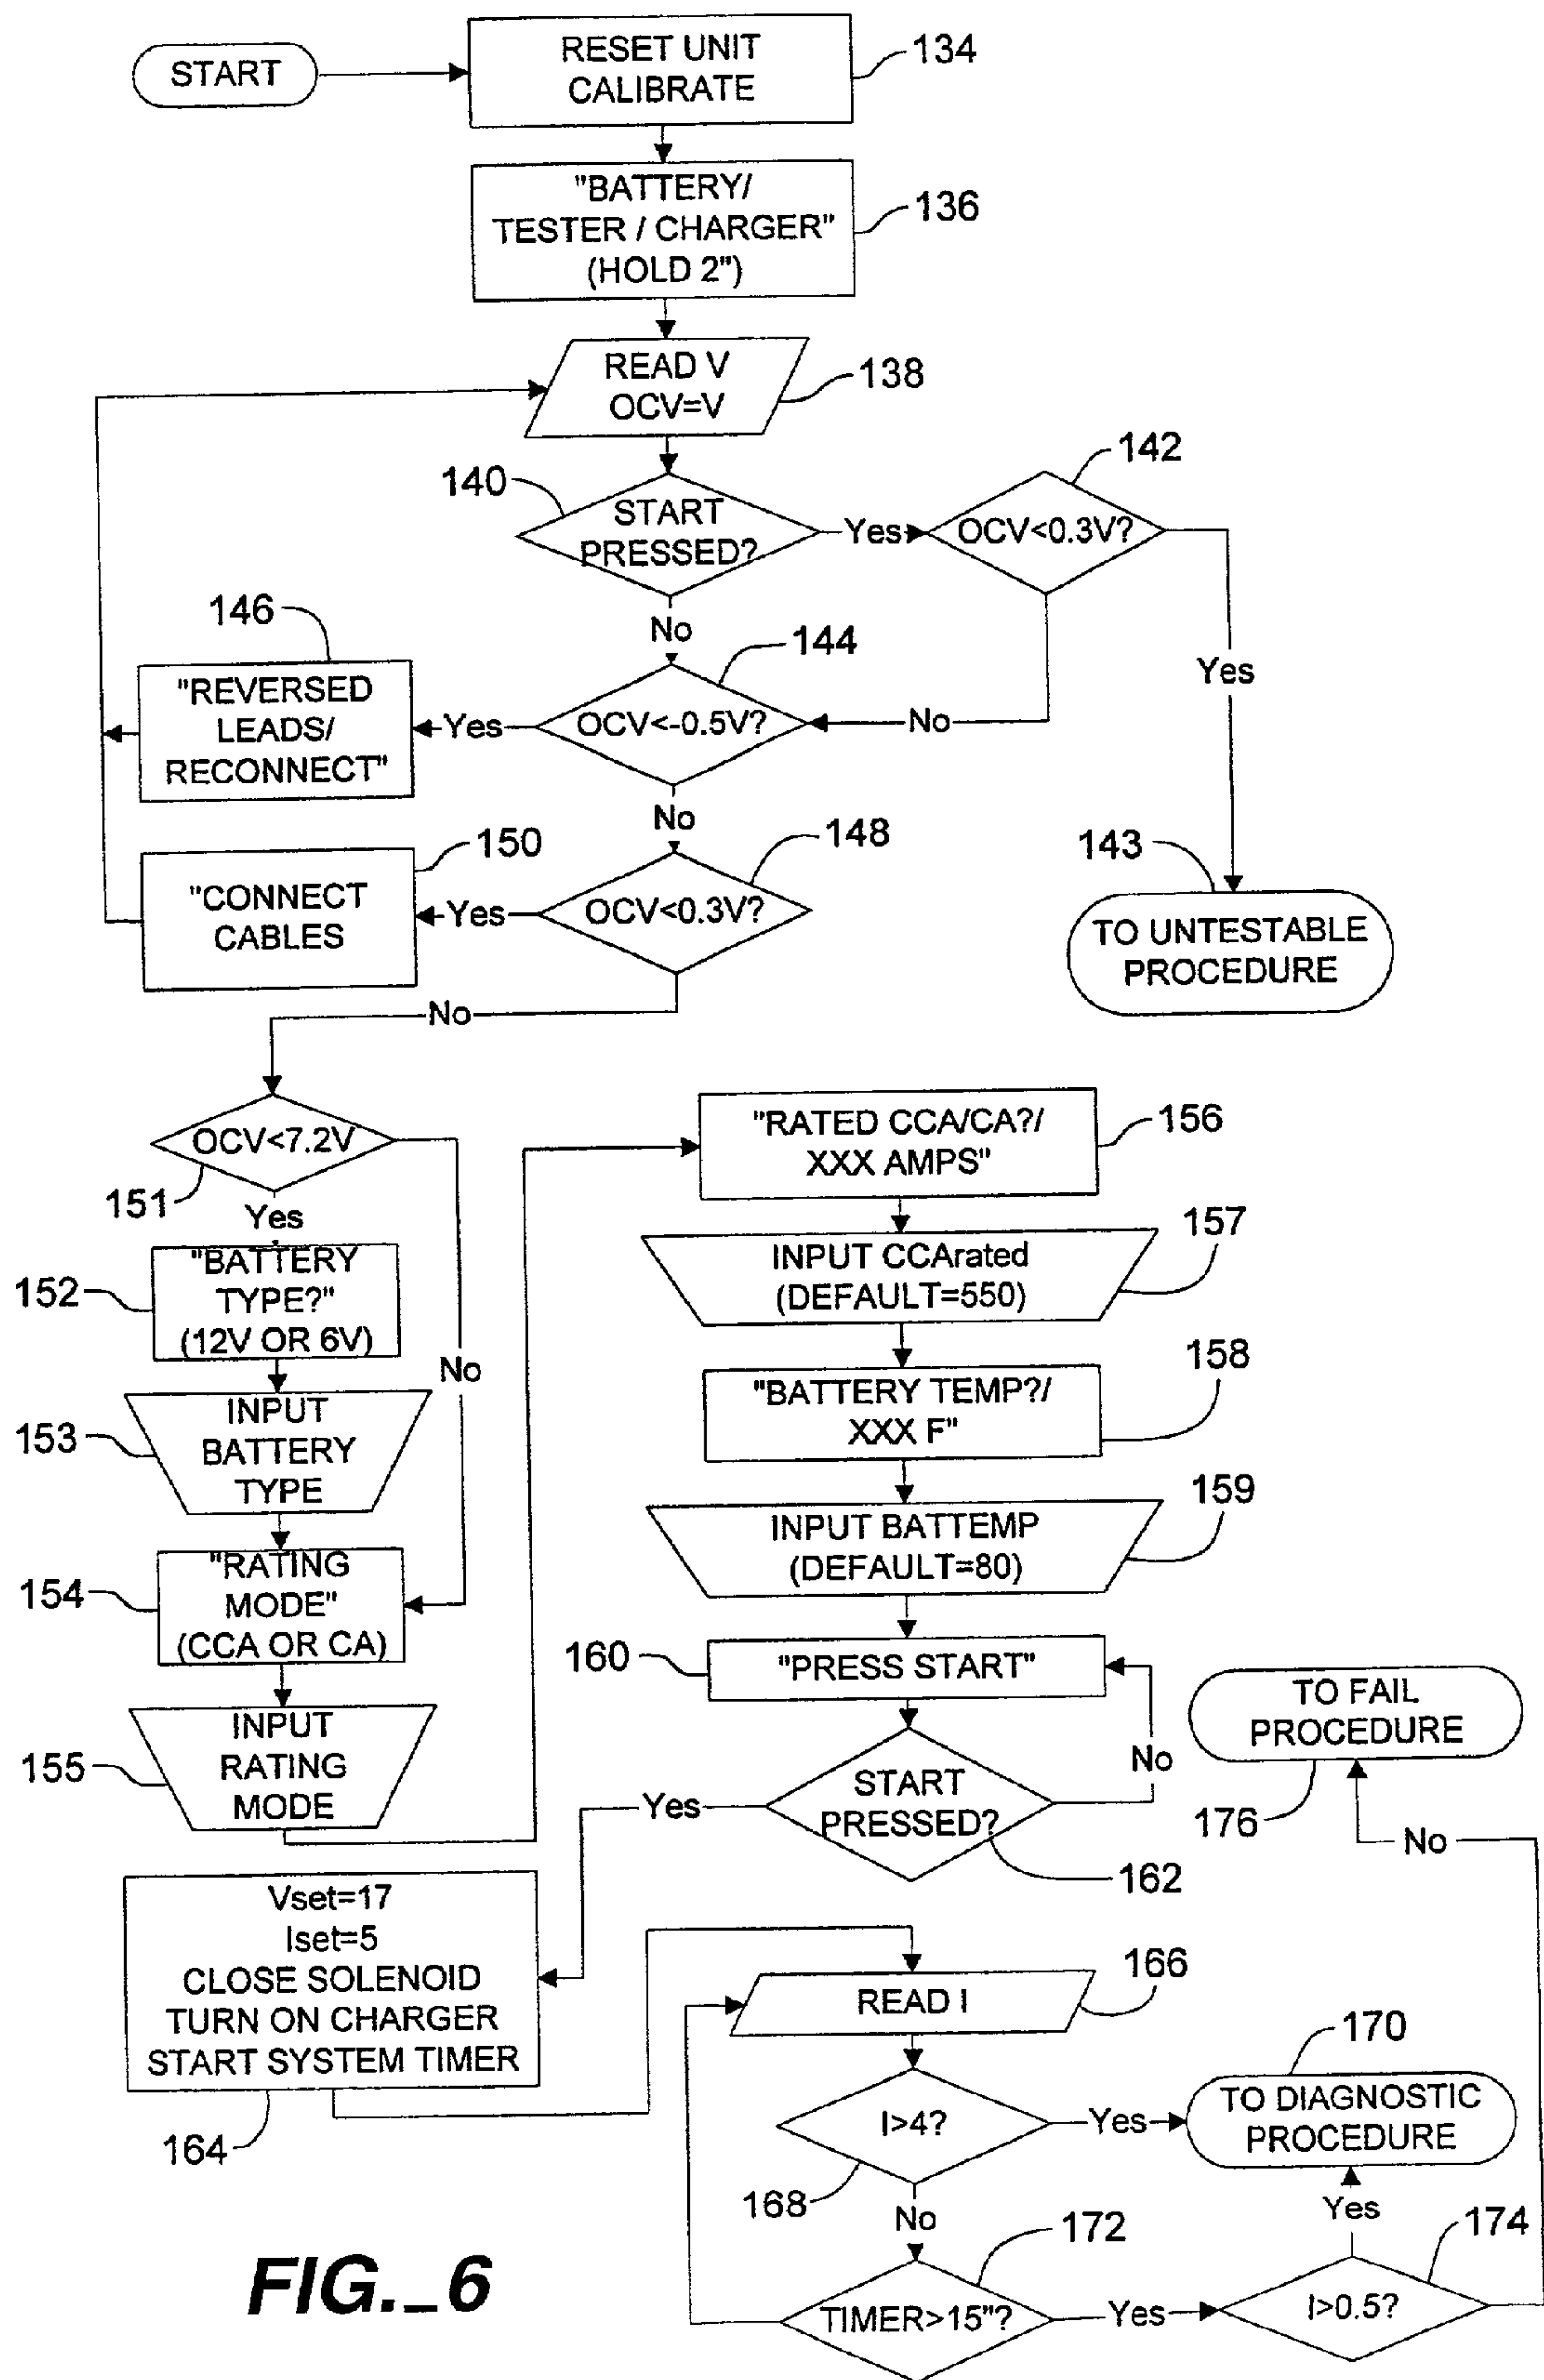 START
RESET UNIT
CALIBRATE
134
"BATTERY/
TESTER / CHARGER"
(HOLD 2")
136
READ V
OCV=V
138
140
START
PRESSED?
Yes
142
OCV<0.3V?
No
Yes
146
"REVERSED
LEADS/
RECONNECT"
Yes
144
OCV<-0.5V?
No
No
150
"CONNECT
CABLES
Yes
148
OCV<0.3V?
143
TO UNTESTABLE
PROCEDURE
No
OCV<7.2V
151
Yes
152
"BATTERY
TYPE?"
(12V OR 6V)
No
153
INPUT
BATTERY
TYPE
154
"RATING
MODE"
(CCA OR CA)
155
INPUT
RATING
MODE
"RATED CCA/CA?/
XXX AMPS"
156
INPUT CCArated
(DEFAULT=550)
157
"BATTERY TEMP?/
XXX F"
158
INPUT BATTEMP
(DEFAULT=80)
159
160
"PRESS START"
No
Yes
START
PRESSED?
162
TO FAIL
PROCEDURE
176
No
Vset=17
Iset=5
CLOSE SOLENOID
TURN ON CHARGER
START SYSTEM TIMER
164
READ I
166
I>4?
168
Yes
170
TO DIAGNOSTIC
PROCEDURE
No
172
TIMER>15"?
Yes
Yes
174
I>0.5?
FIG._6